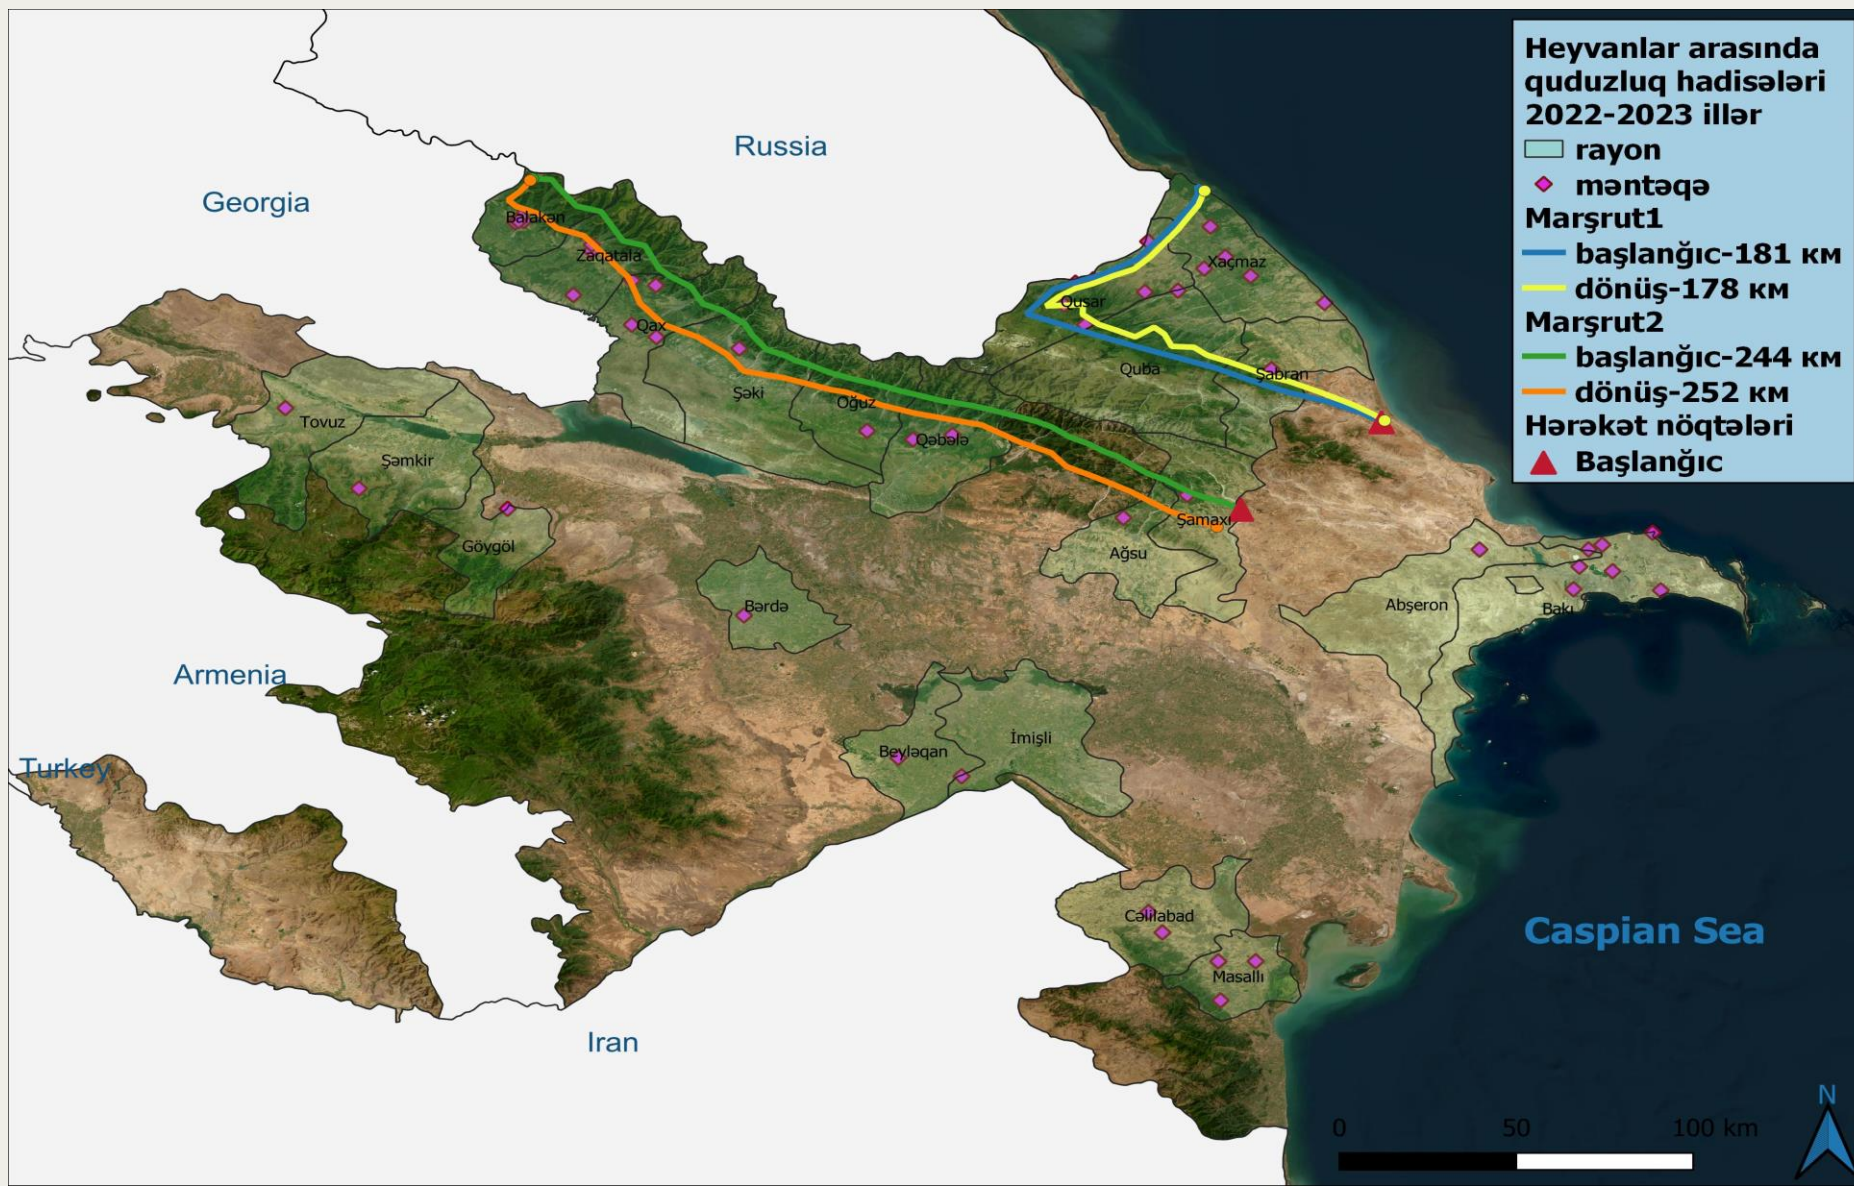 Heyvanlar arasında
quduzluq hadisələri
2022-2023 illər
rayon
məntəqə
Marşrut1
başlanğıc-181 км
dönüş-178 км
Marşrut2
başlanğıc-244 км
dönüş-252 км
Hərəkət nöqtələri
Başlanğıc
Russia
Georgia
Balakən
Zaqatala
Xaçmaz
Qusar
Qax
Quba
Şabran
Şəki
Oğuz
Tovuz
Qəbələ
Şəmkir
Şamaxı
Göygöl
Ağsu
Bərdə
Abşeron
Bakı
Armenia
İmişli
Beyləqan
Turkey
Cəlilabad
Caspian Sea
Masallı
Iran
N
0 50 100 km